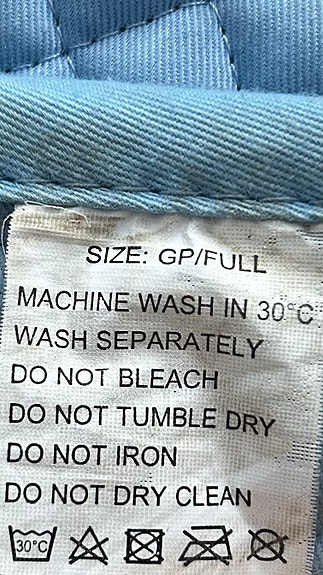 SIZE: GP/FULL
MACHINE WASH IN 30°C
WASH SEPARATELY
DO NOT BLEACH
DO NOT TUMBLE DRY
DO NOT IRON
DO NOT DRY CLEAN
30°C